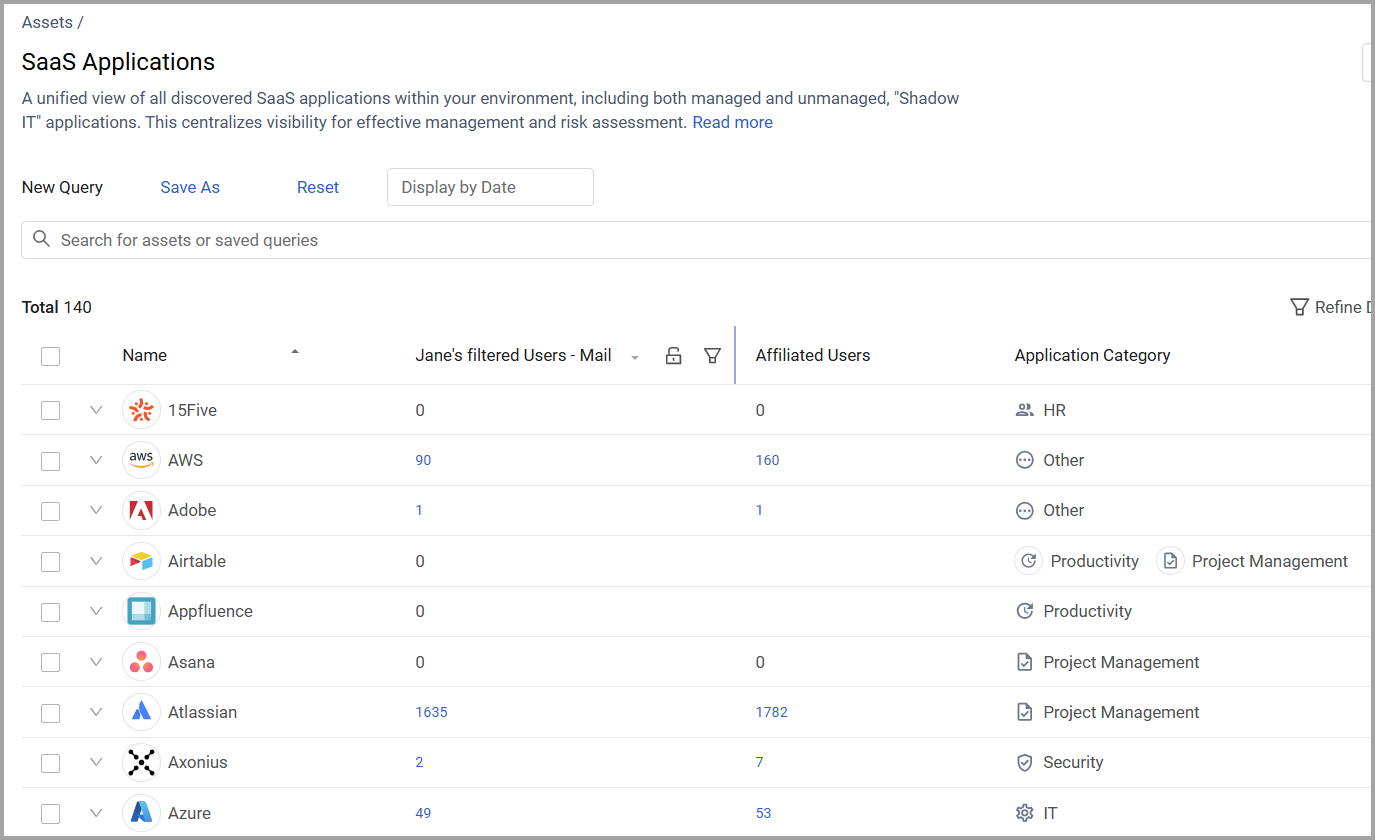 Assets /
SaaS Applications
A unified view of all discovered SaaS applications within your environment, including both managed and unmanaged, "Shadow
IT" applications. This centralizes visibility for effective management and risk assessment. Read more
New Query Save As Reset Display by Date
Search for assets or saved queries
Total 140 Refine
Name Jane's filtered Users - Mail Affiliated Users Application Category
15Five 0 0 HR
aws AWS 90 160 Other
Adobe 1 1 Other
Airtable 0 Productivity Project Management
Appfluence 0 Productivity
Asana 0 0 Project Management
Atlassian 1635 1782 Project Management
Axonius 2 7 Security
Azure 49 53 IT